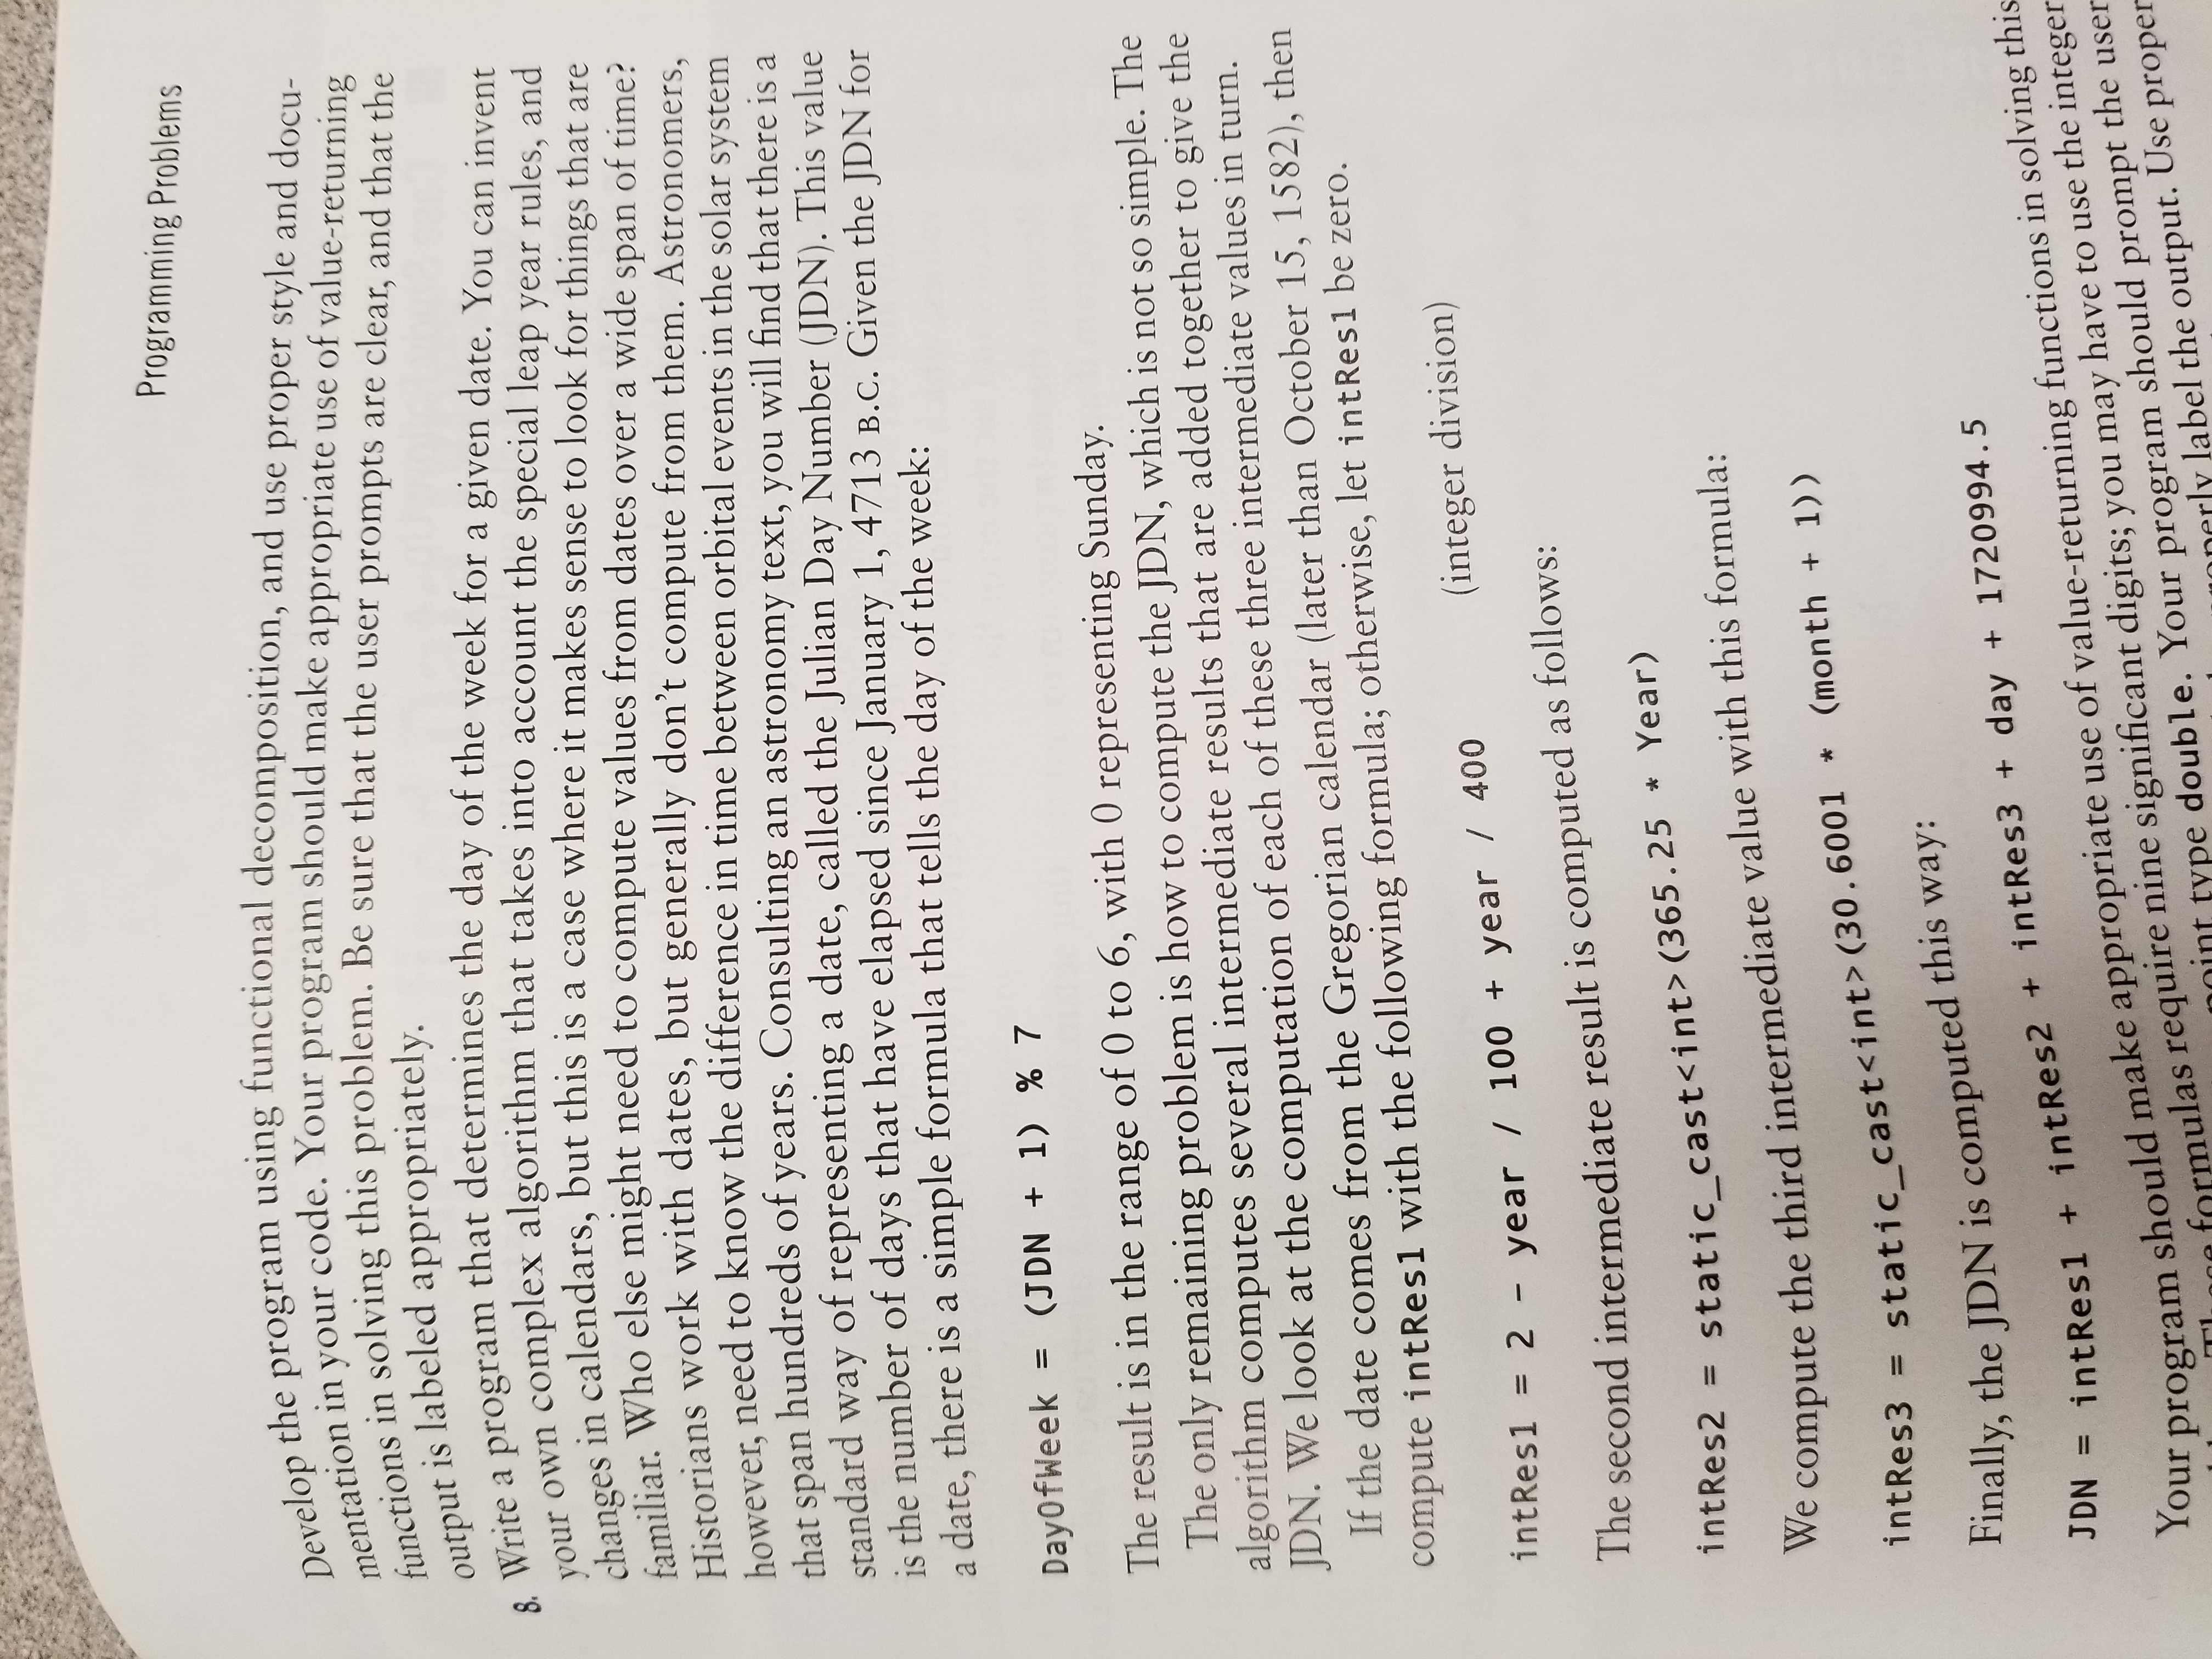 Programming Problems
Develop the program using functional decomposition, and use proper style and docu-
mentation in your code. Your program should make appropriate use of value-returning
functions in solving this problem. Be sure that the user prompts are clear, and that the
output is labeled appropriately.
8. Write a program that determines the day of the week for a given date. You can invent
your own complex algorithm that takes into account the special leap year rules, and
changes in calendars, but this is a case where it makes sense to look for things that are
familiar. Who else might need to compute values from dates over a wide span of time?
Historians work with dates, but generally don't compute from them. Astronomers,
however, need to know the difference in time between orbital events in the solar system
that span hundreds of years. Consulting an astronomy text, you will find that there is a
standard way of representing a date, called the Julian Day Number (JDN). This value
is the number of days that have elapsed since January 1, 4713 B.C. Given the JDN for
a date, there is a simple formula that tells the day of the week:
DayOfWeek = (JDN + 1) % 7
The result is in the range of 0 to 6, with 0 representing Sunday.
The only remaining problem is how to compute the JDN, which is not so simple. The
algorithm computes several intermediate results that are added together to give the
JDN. We look at the computation of each of these three intermediate values in turn.
If the date comes from the Gregorian calendar (later than October 15, 1582), then
compute intRes1 with the following formula; otherwise, let intRes1 be zero.
intRes1 = 2 - year / 100 + year / 400 (integer division)
The second intermediate result is computed as follows:
intRes2 = static_cast<int>(365.25 * Year)
We compute the third intermediate value with this formula:
intRes3 = static_cast<int>(30.6001 * (month + 1))
Finally, the JDN is computed this way:
JDN = intRes1 + intRes2 + intRes3 + day + 1720994.5
Your program should make appropriate use of value-returning functions in solving this
formulas require nine significant digits; you may have to use the integer
point type double. Your program should prompt the user
label the output. Use proper